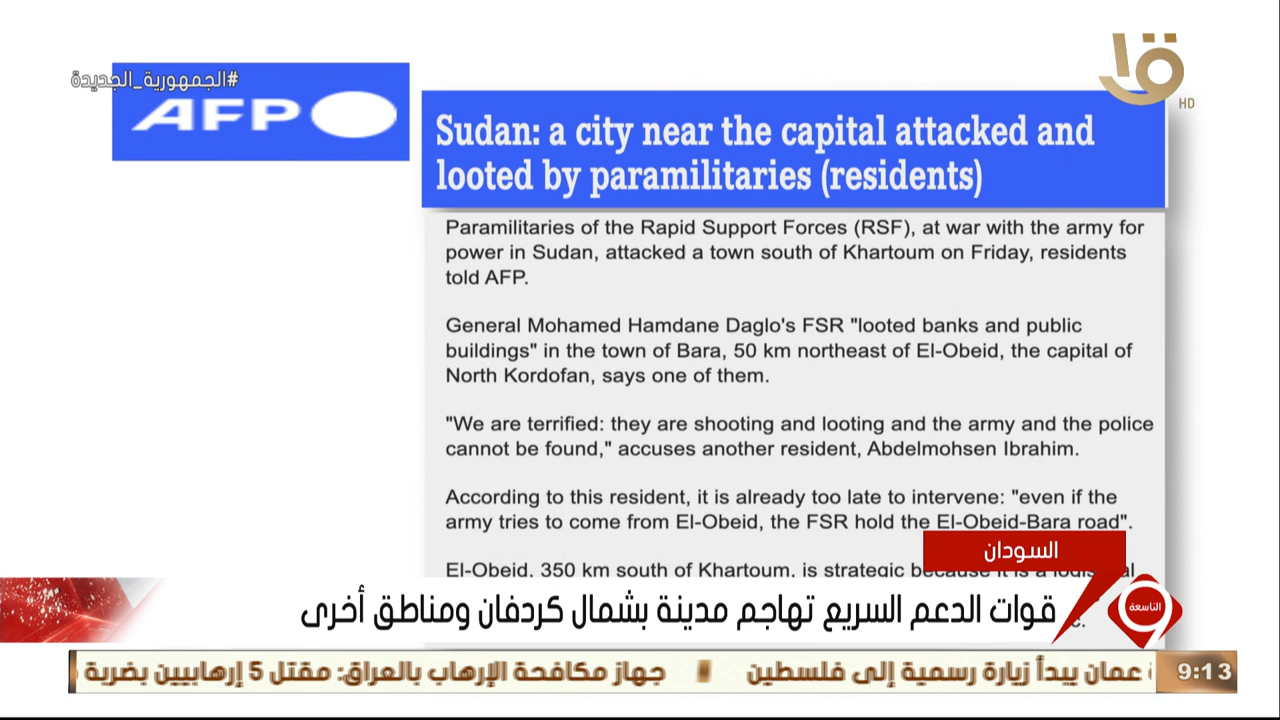 #الجمهورية_الجديدة
AFP
HD
Sudan: a city near the capital attacked and
looted by paramilitaries (residents)
Paramilitaries of the Rapid Support Forces (RSF), at war with the army for
power in Sudan, attacked a town south of Khartoum on Friday, residents
told AFP.
General Mohamed Hamdane Daglo's FSR "looted banks and public
buildings" in the town of Bara, 50 km northeast of El-Obeid, the capital of
North Kordofan, says one of them.
"We are terrified: they are shooting and looting and the army and the police
cannot be found," accuses another resident, Abdelmohsen Ibrahim.
According to this resident, it is already too late to intervene: "even if the
army tries to come from El-Obeid, the FSR hold the El-Obeid-Bara road".
El-Obeid, 350 km south of Khartoum, is strategic because it is a
السودان
قوات الدعم السريع تهاجم مدينة بشمال كردفان ومناطق أخرى
التاسعة
عمان يبدأ زيارة رسمية إلى فلسطين
جهاز مكافحة الإرهاب بالعراق: مقتل 5 إرهابيين بضربة
9:13